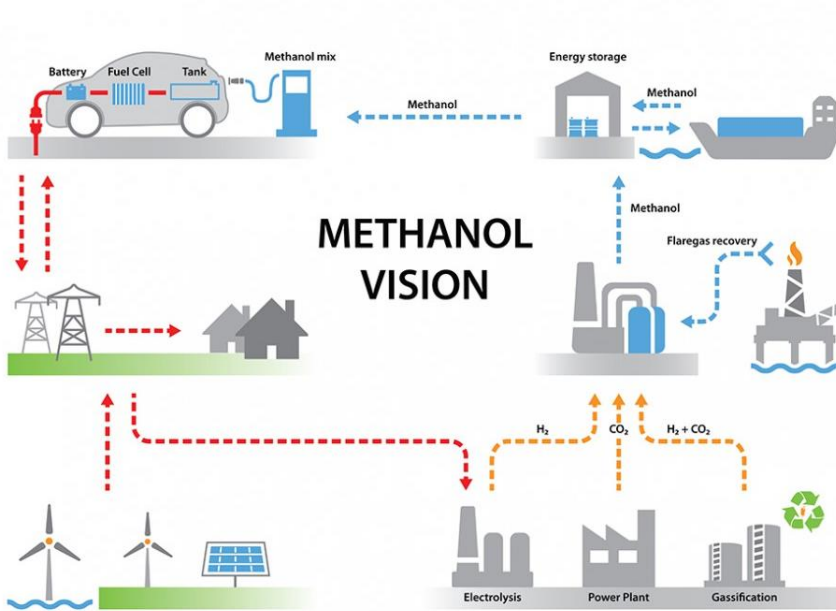 Methanol mix
Energy storage
Battery
Fuel Cell
Tank
Methanol
Methanol
METHANOL
VISION
Methanol
Flaregas recovery
H₂
CO₂
H₂ + CO₂
Electrolysis
Power Plant
Gassification